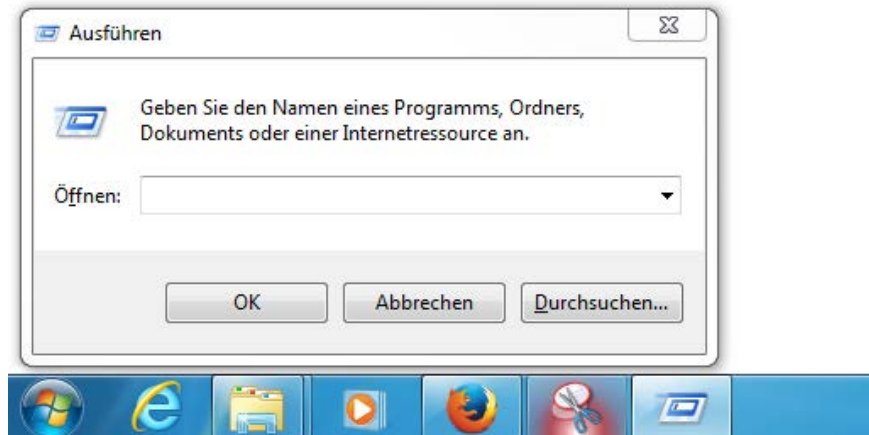 Ausführen
Geben Sie den Namen eines Programms, Ordners,
Dokuments oder einer Internetressource an.
Öffnen:
OK Abbrechen Durchsuchen...